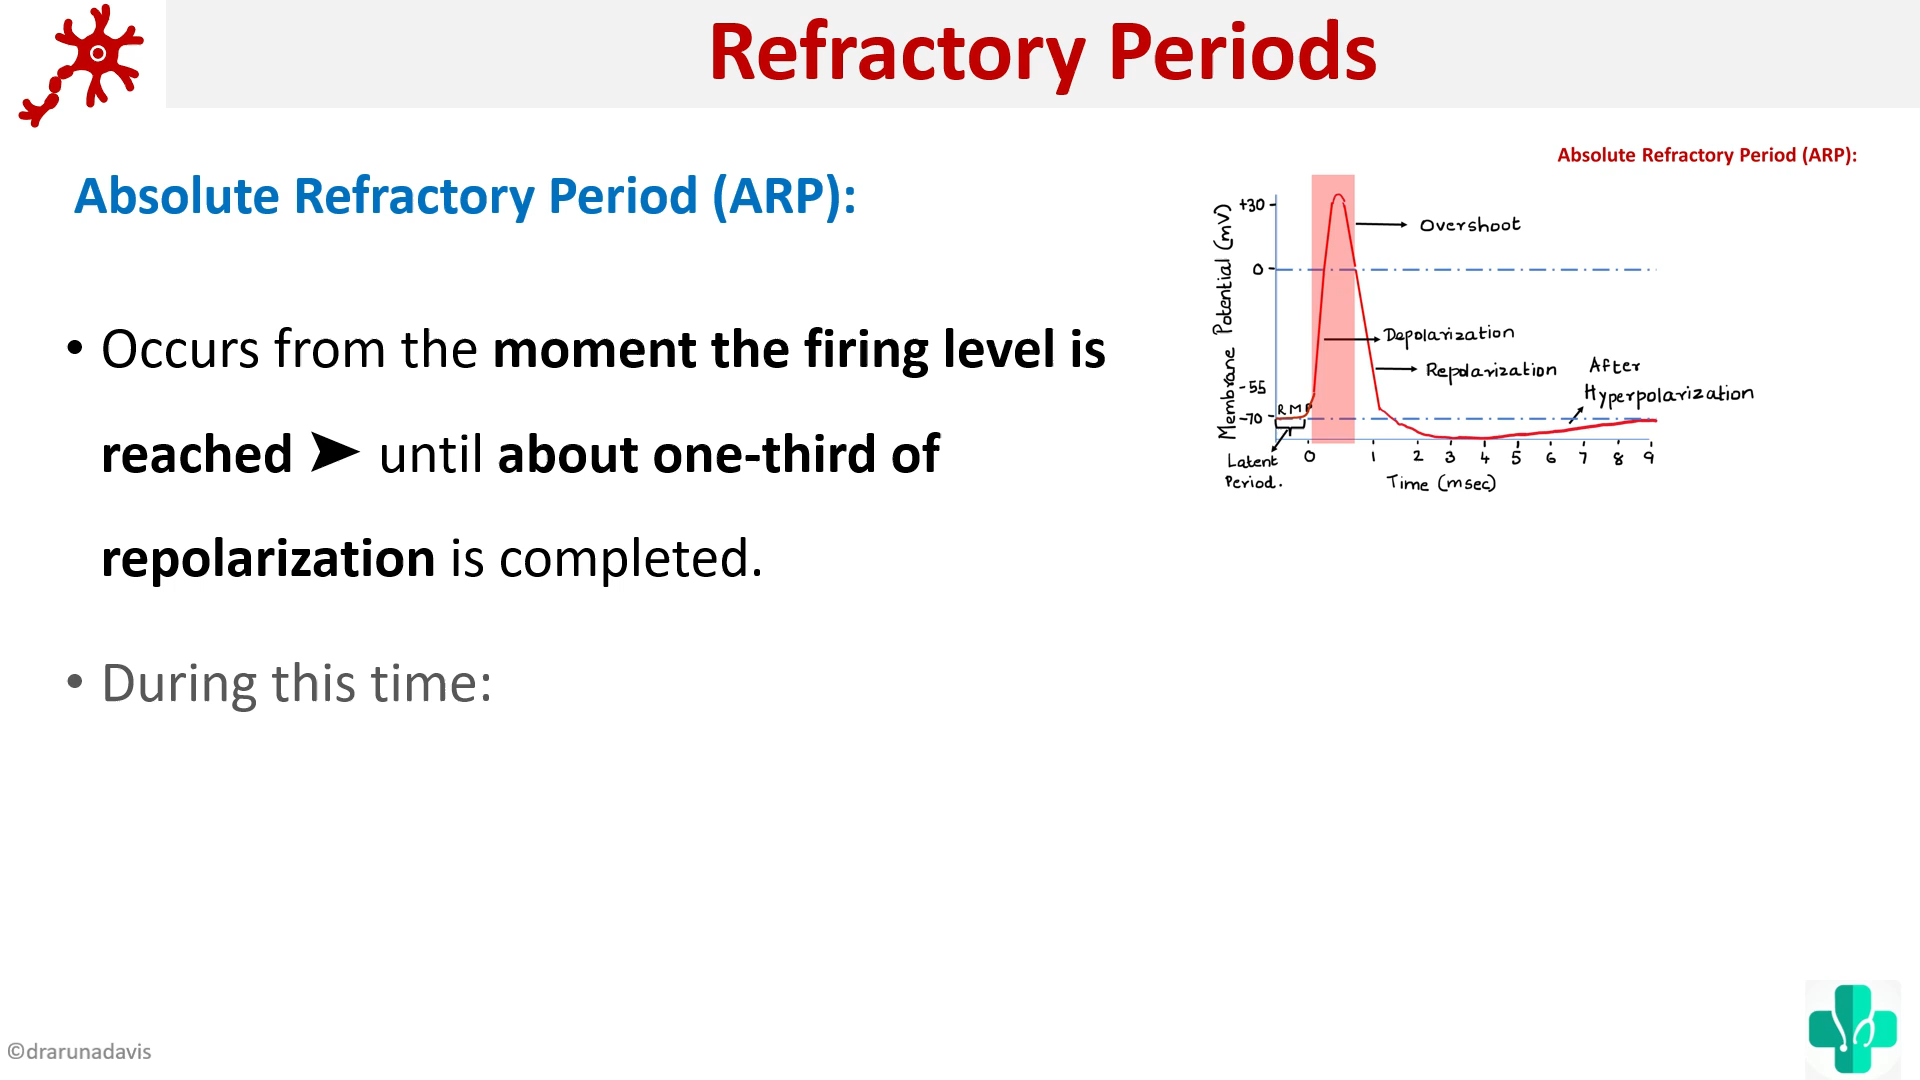 Refractory Periods
Absolute Refractory Period (ARP):
• Occurs from the moment the firing level is
reached ➤ until about one-third of
repolarization is completed.
• During this time:
Absolute Refractory Period (ARP):
Membrane Potential (mV)
+30
0
-55
-70
Overshoot
Depolarization
Repolarization
After
Hyperpolarization
RMP
Latent
Period.
0 1 2 3 4 5 6 7 8 9
Time (msec)
©drarunadavis